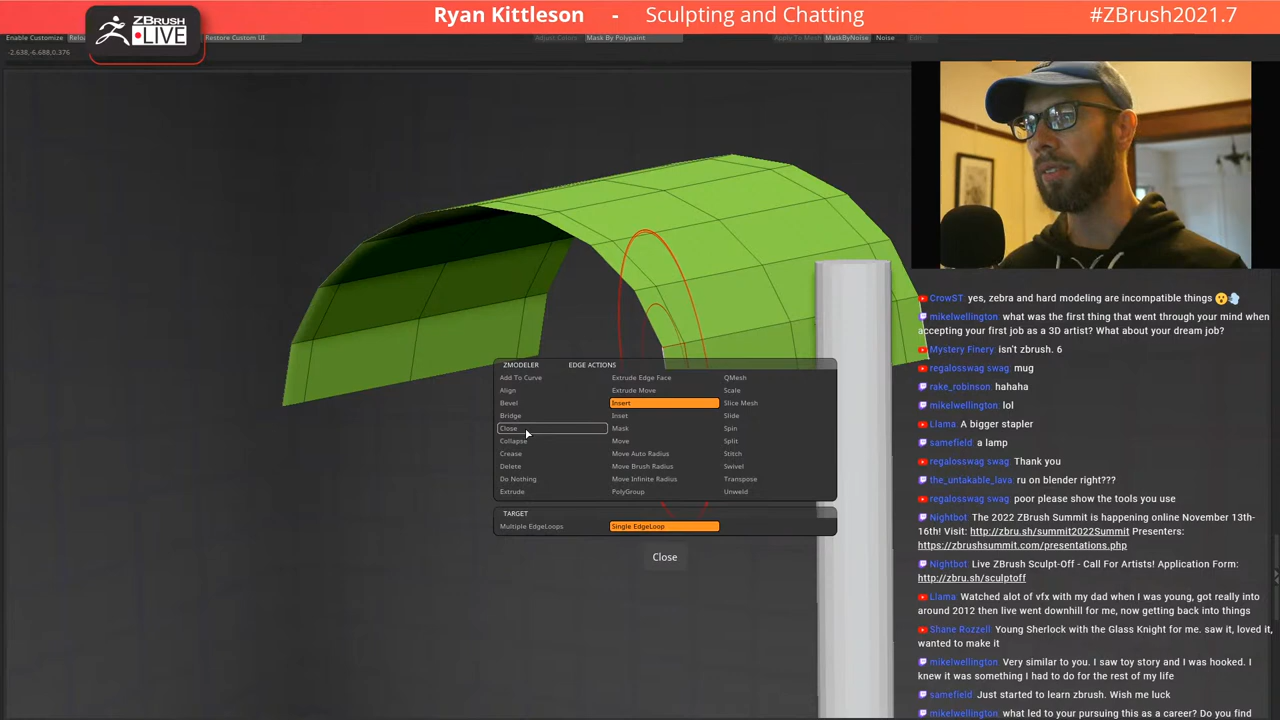 Ryan Kittleson - Sculpting and Chatting #ZBrush2021.7
ZBRUSH
LIVE
Enable Customize Reloa Restore Custom UI Adjust Colors Mask By Polypaint Apply To Mesh MaskByNoise Noise Edit
-2.638,-6.688,0.376
ZMODELER EDGE ACTIONS
Add To Curve Extrude Edge Face QMesh
Align Extrude Move Scale
Bevel Insert Slice Mesh
Bridge Inset Slide
Close Mask Spin
Collapse Move Split
Crease Move Auto Radius Stitch
Delete Move Brush Radius Swivel
Do Nothing Move Infinite Radius Transpose
Extrude PolyGroup Unweld
TARGET
Multiple EdgeLoops Single EdgeLoop
Close
CrowST yes, zebra and hard modeling are incompatible things 😯💨
mikelwellington what was the first thing that went through your mind when
accepting your first job as a 3D artist? What about your dream job?
Mystery Finery isn't zbrush. 6
regalosswag swag mug
rake_robinson hahaha
mikelwellington lol
Llama A bigger stapler
samefield a lamp
regalosswag swag Thank you
the_untakable_lava ru on blender right???
regalosswag swag poor please show the tools you use
Nightbot The 2022 ZBrush Summit is happening online November 13th-
16th! Visit: http://zbru.sh/summit2022Summit Presenters:
https://zbrushsummit.com/presentations.php
Nightbot Live ZBrush Sculpt-Off - Call For Artists! Application Form:
http://zbru.sh/sculptoff
Llama Watched alot of vfx with my dad when I was young, got really into
around 2012 then live went downhill for me, now getting back into things
Shane Rozzell Young Sherlock with the Glass Knight for me. saw it, loved it,
wanted to make it
mikelwellington Very similar to you. I saw toy story and I was hooked. I
knew it was something I had to do for the rest of my life
samefield Just started to learn zbrush. Wish me luck
mikelwellington what led to your pursuing this as a career? Do you find